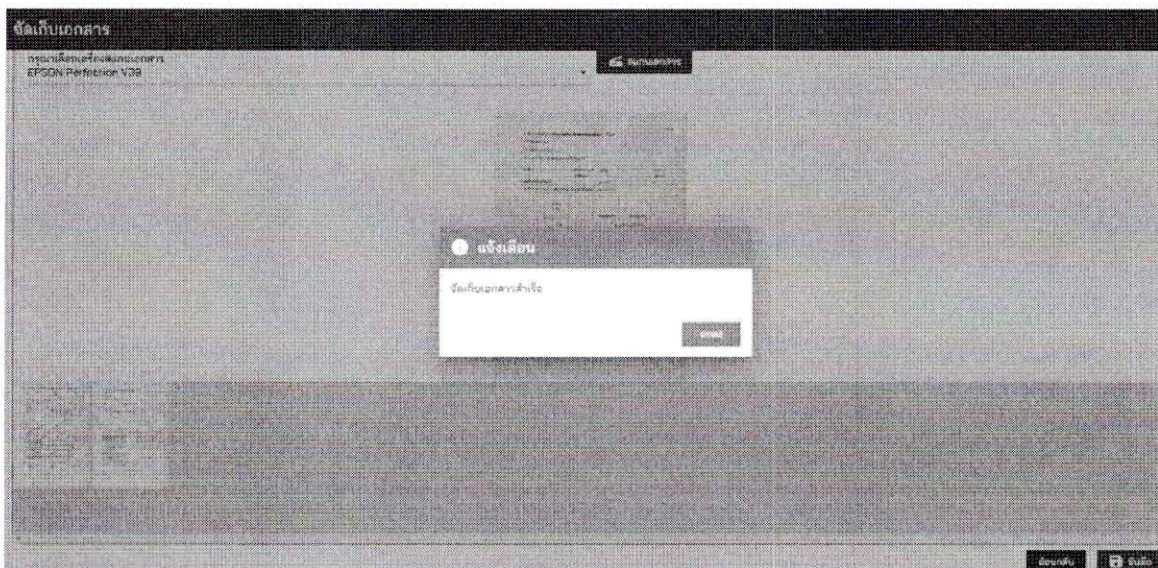 จัดเก็บเอกสาร
กรุณาเลือกเครื่องสแกนเอกสาร
EPSON Perfection V39
สแกนเอกสาร
แจ้งเตือน
จัดเก็บเอกสารสำเร็จ
ตกลง
ย้อนกลับ
บันทึก